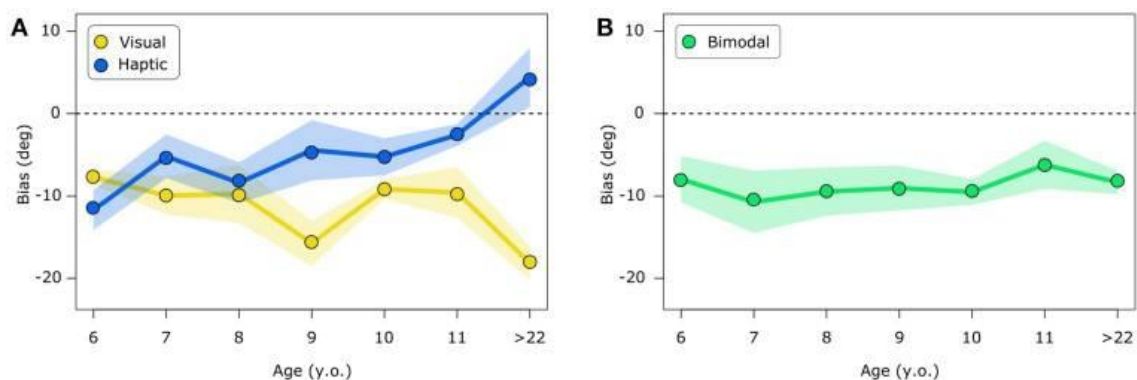 A
Visual
Haptic
10
0
-10
-20
Bias (deg)
6 7 8 9 10 11 >22
Age (y.o.)
B
Bimodal
10
0
-10
-20
Bias (deg)
6 7 8 9 10 11 >22
Age (y.o.)